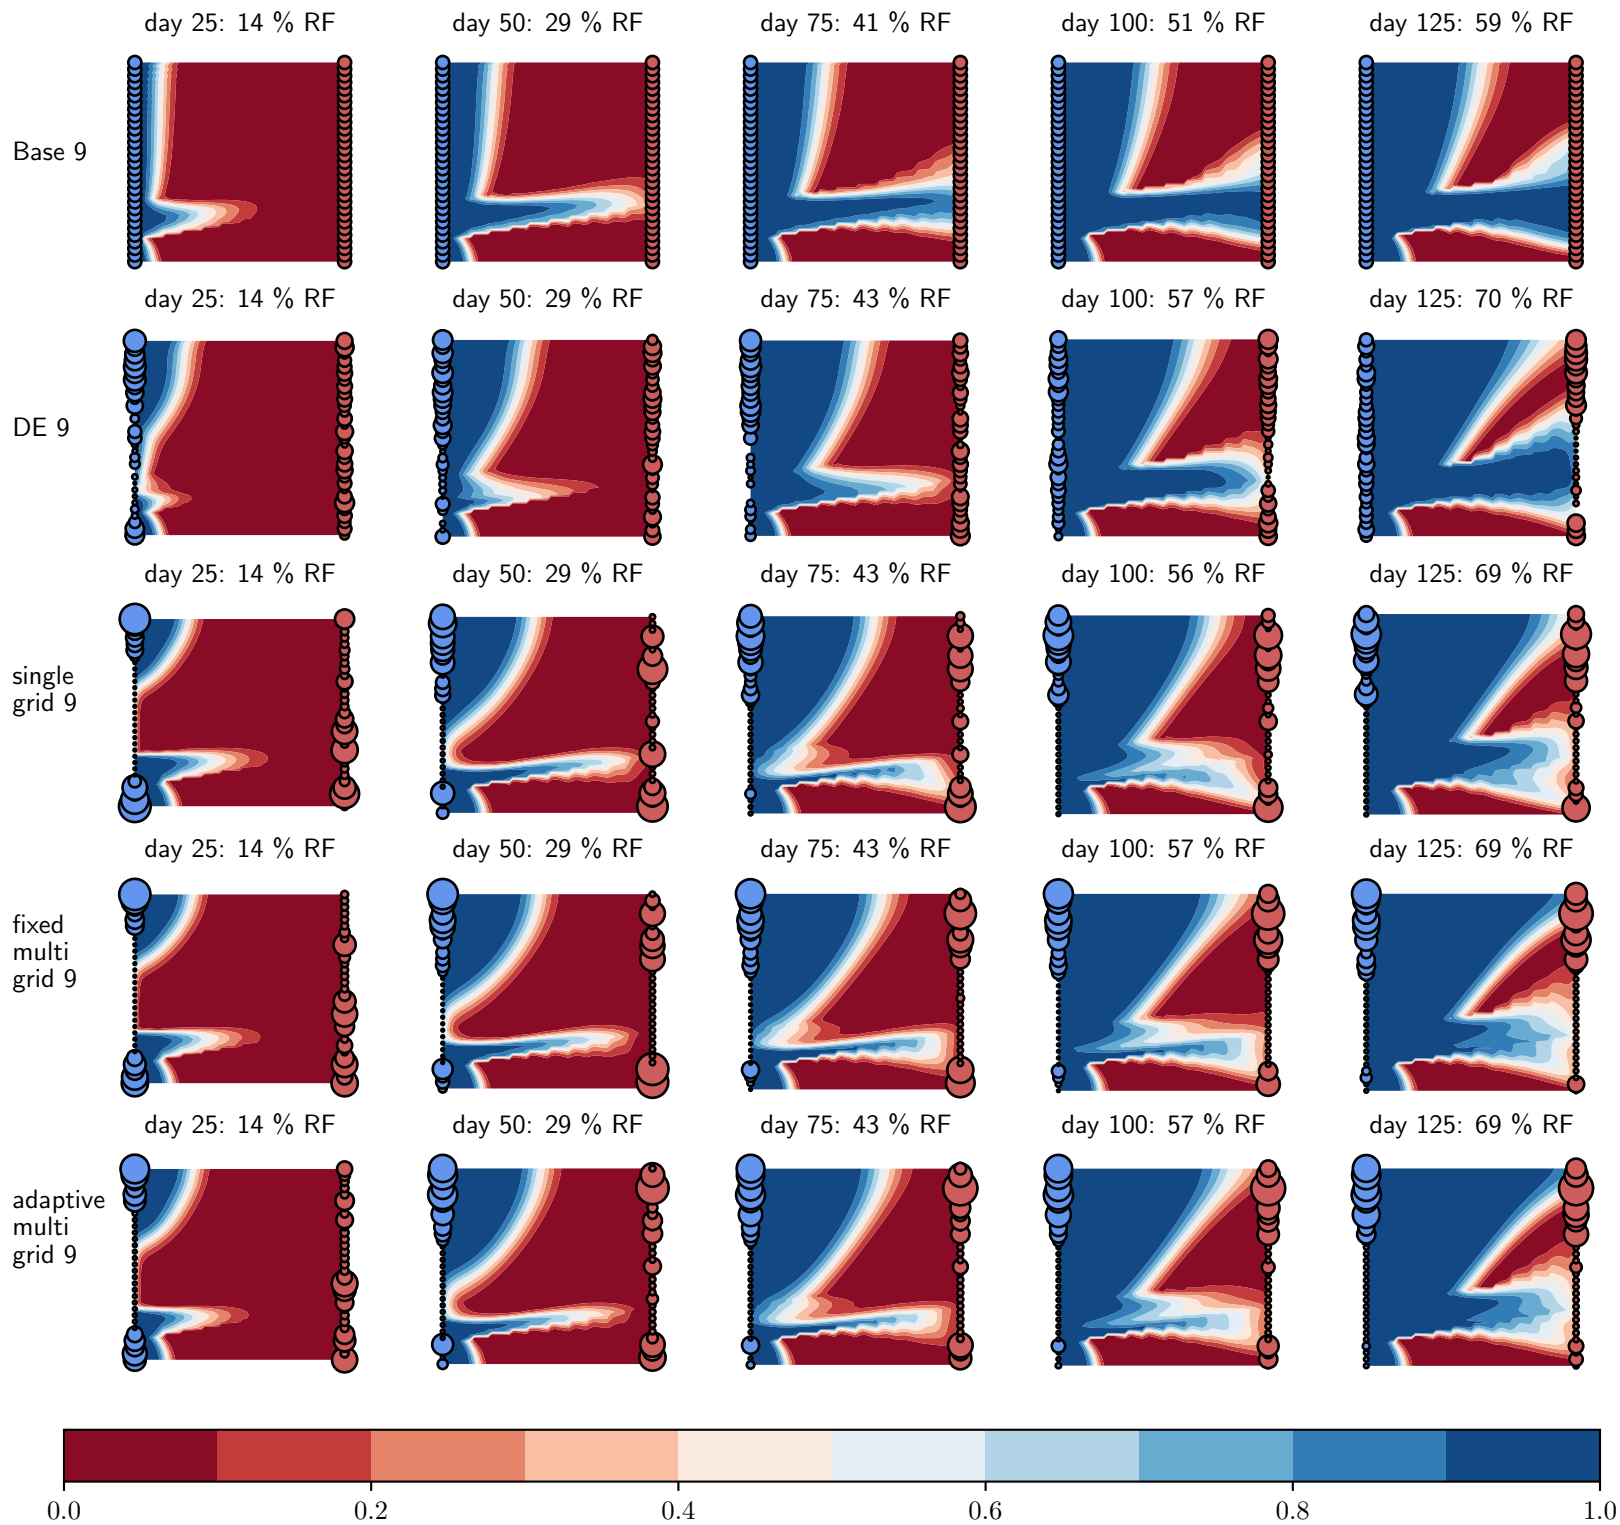 day 25: 14 % RF
day 50: 29 % RF
day 75: 41 % RF
day 100: 51 % RF
day 125: 59 % RF
Base 9
day 25: 14 % RF
day 50: 29 % RF
day 75: 43 % RF
day 100: 57 % RF
day 125: 70 % RF
DE 9
day 25: 14 % RF
day 50: 29 % RF
day 75: 43 % RF
day 100: 56 % RF
day 125: 69 % RF
single
grid 9
day 25: 14 % RF
day 50: 29 % RF
day 75: 43 % RF
day 100: 57 % RF
day 125: 69 % RF
fixed
multi
grid 9
day 25: 14 % RF
day 50: 29 % RF
day 75: 43 % RF
day 100: 57 % RF
day 125: 69 % RF
adaptive
multi
grid 9
0.0
0.2
0.4
0.6
0.8
1.0